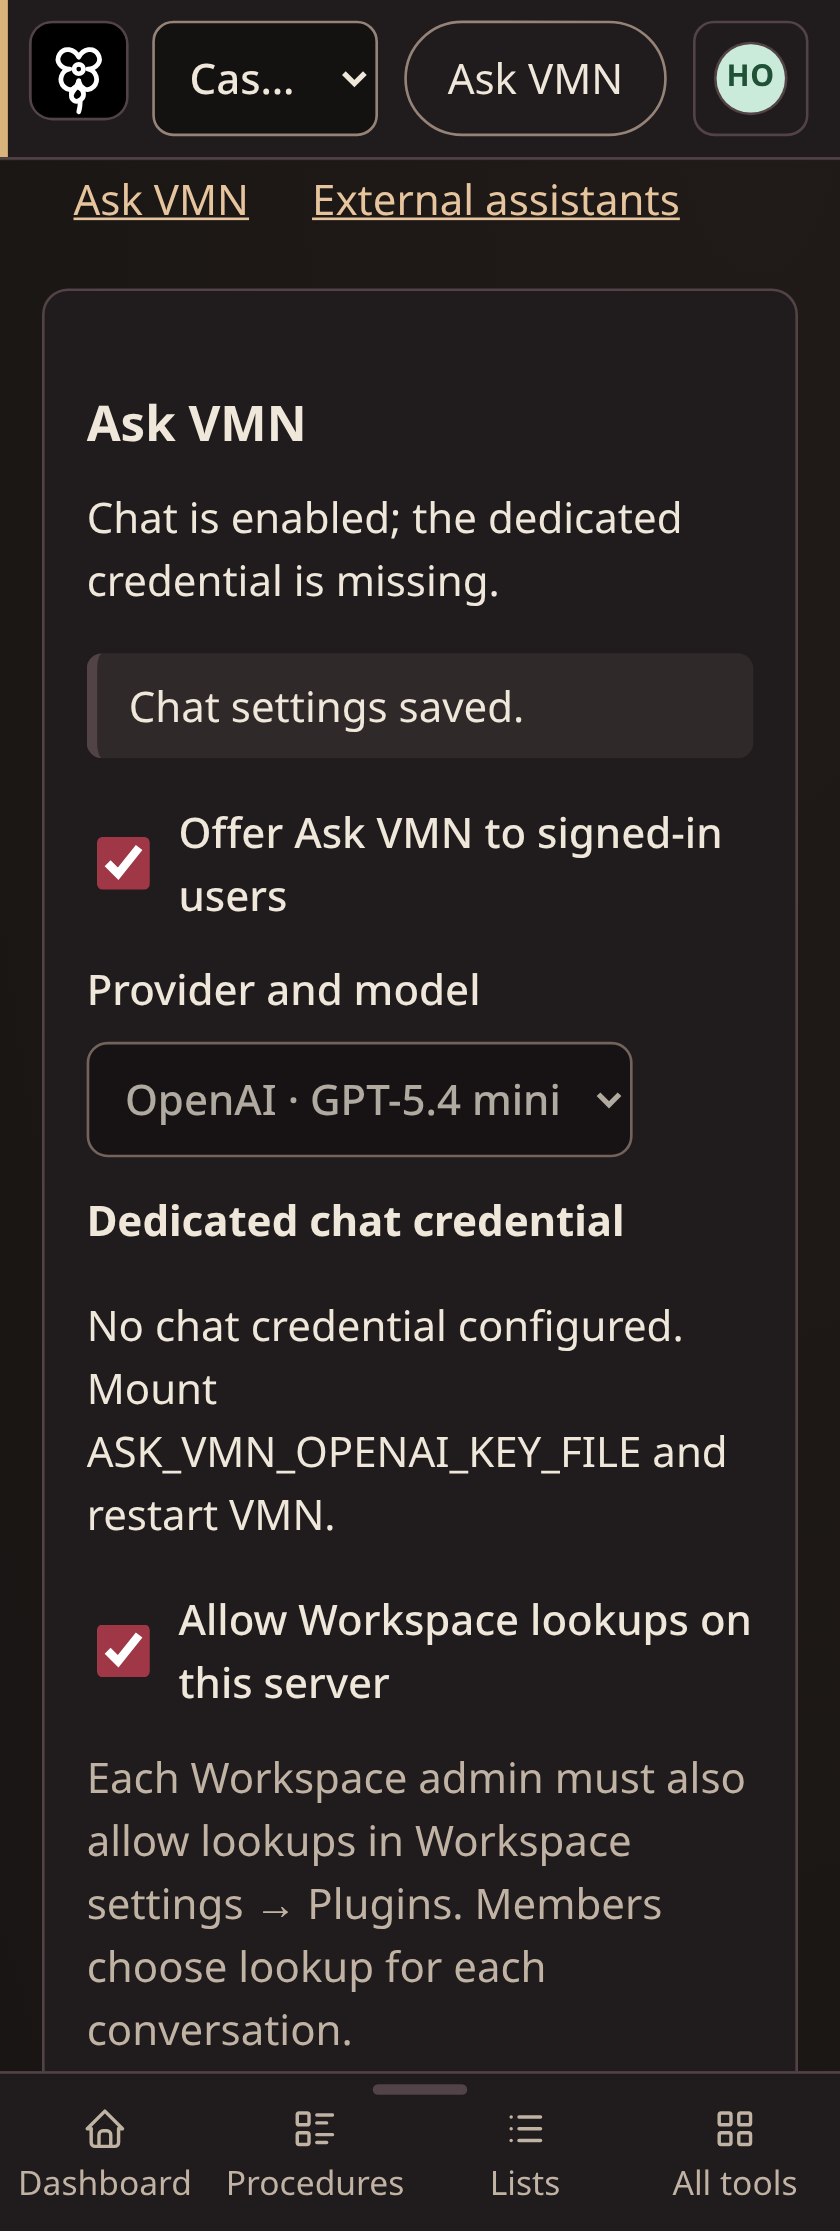 Cas...
Ask VMN
HO
Ask VMN
External assistants
Ask VMN
Chat is enabled; the dedicated
credential is missing.
Chat settings saved.
Offer Ask VMN to signed-in
users
Provider and model
OpenAI · GPT-5.4 mini
Dedicated chat credential
No chat credential configured.
Mount
ASK_VMN_OPENAI_KEY_FILE and
restart VMN.
Allow Workspace lookups on
this server
Each Workspace admin must also
allow lookups in Workspace
settings → Plugins. Members
choose lookup for each
conversation.
Dashboard
Procedures
Lists
All tools